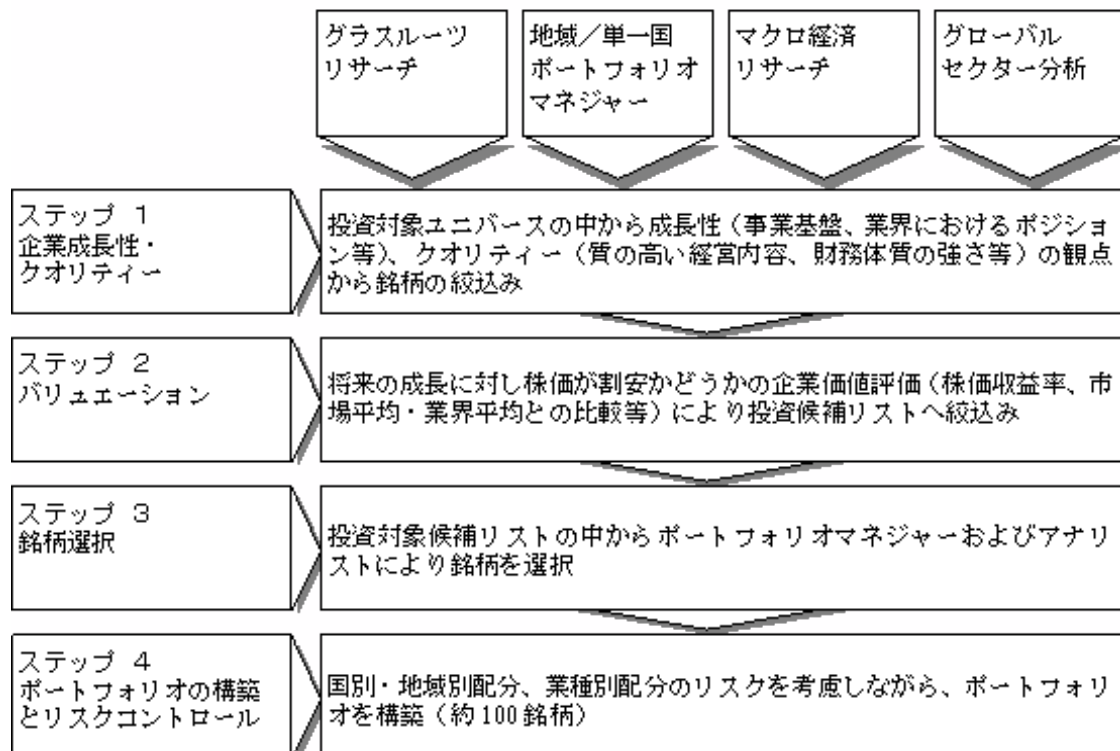 グラスルーツ
リサーチ
地域／単一国
ポートフォリオ
マネジャー
マクロ経済
リサーチ
グローバル
セクター分析
ステップ １
企業成長性・
クオリティー
投資対象ユニバースの中から成長性（事業基盤、業界におけるポジショ
ン等）、クオリティー（質の高い経営内容、財務体質の強さ等）の観点
から銘柄の絞込み
ステップ ２
バリュエーション
将来の成長に対し株価が割安かどうかの企業価値評価（株価収益率、市
場平均・業界平均との比較等）により投資候補リストへ絞込み
ステップ ３
銘柄選択
投資対象候補リストの中からポートフォリオマネジャーおよびアナリ
ストにより銘柄を選択
ステップ ４
ポートフォリオの構築
とリスクコントロール
国別・地域別配分、業種別配分のリスクを考慮しながら、ポートフォリ
オを構築（約100銘柄）